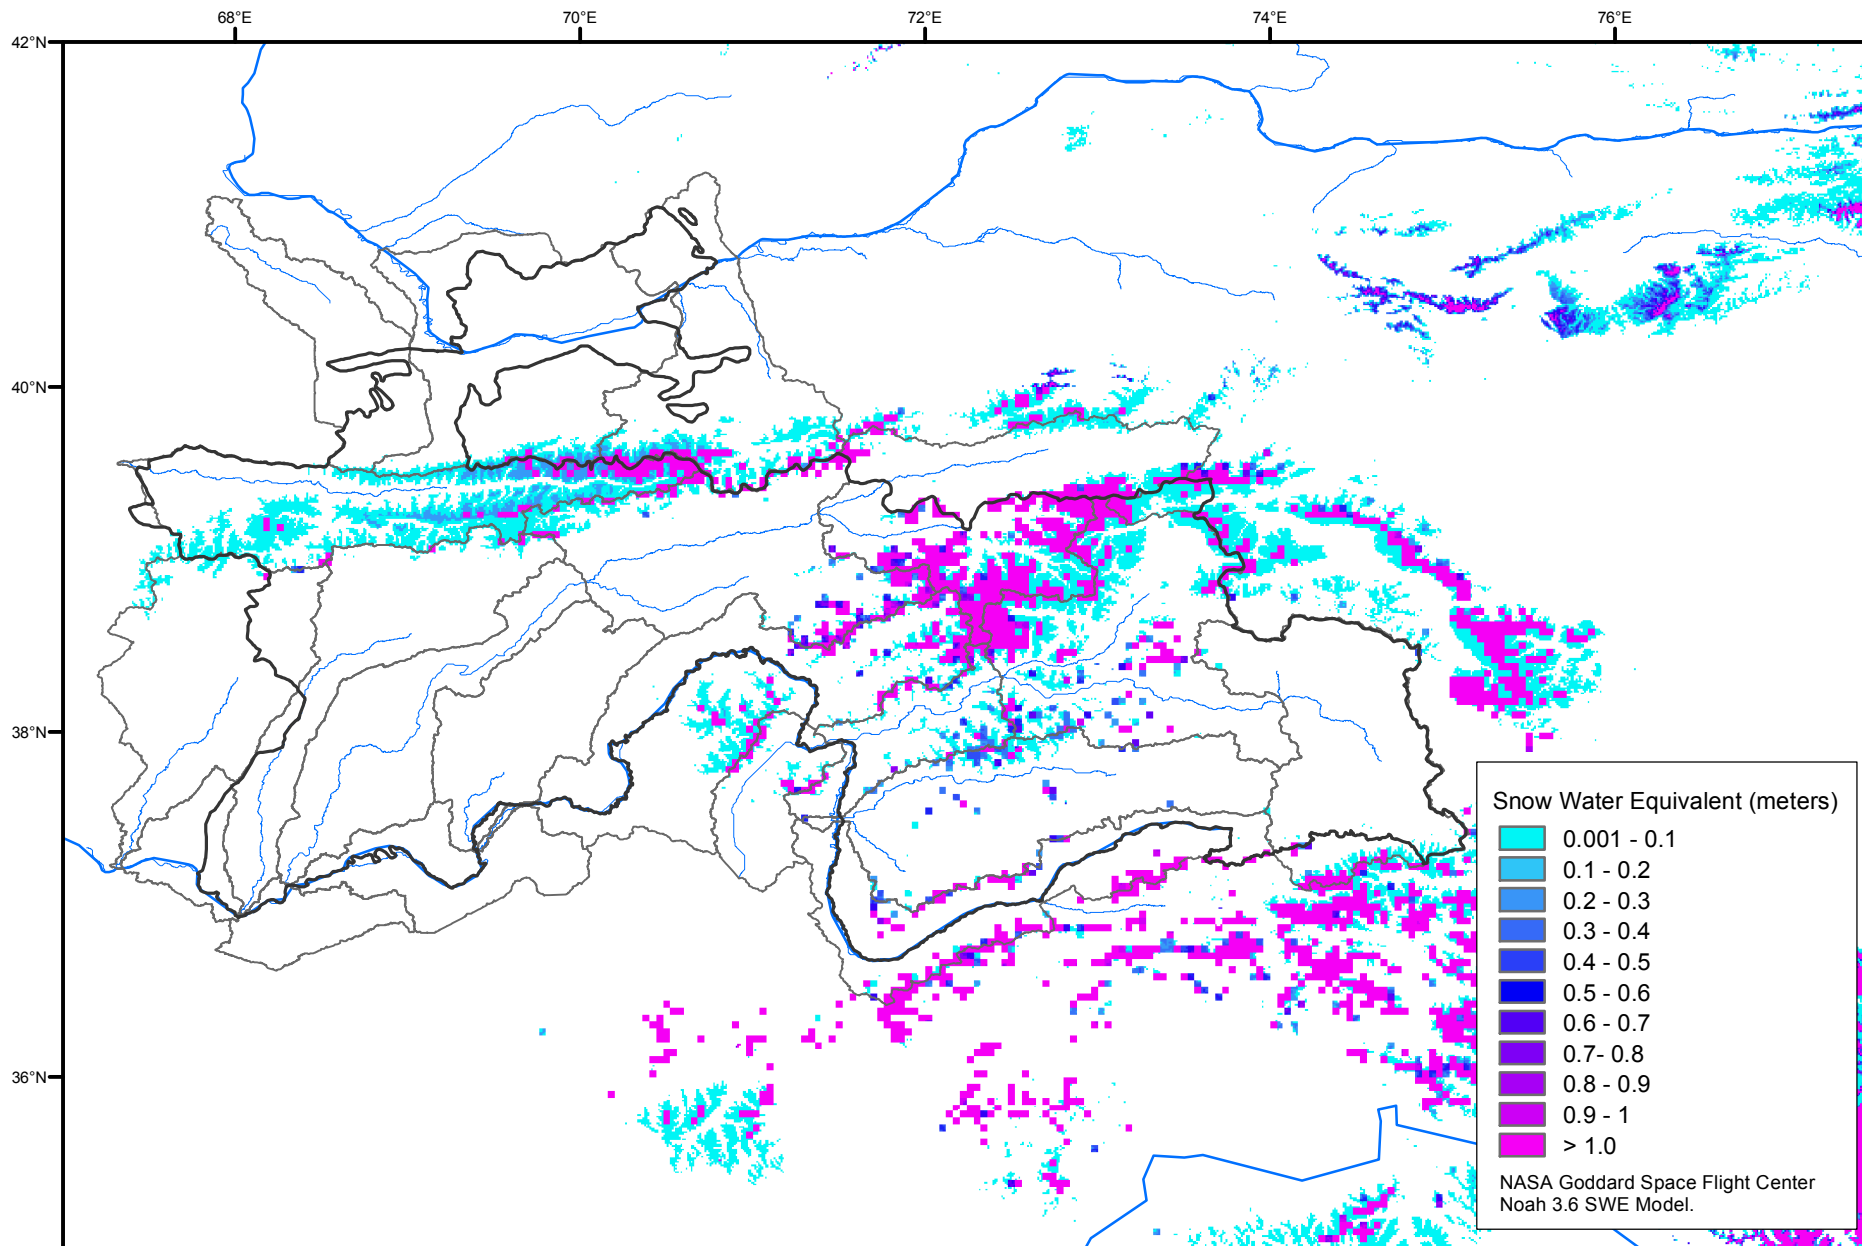 68°E
70°E
72°E
74°E
76°E
42°N
40°N
38°N
36°N
Snow Water Equivalent (meters)
0.001 - 0.1
0.1 - 0.2
0.2 - 0.3
0.3 - 0.4
0.4 - 0.5
0.5 - 0.6
0.6 - 0.7
0.7- 0.8
0.8 - 0.9
0.9 - 1
> 1.0
NASA Goddard Space Flight Center
Noah 3.6 SWE Model.